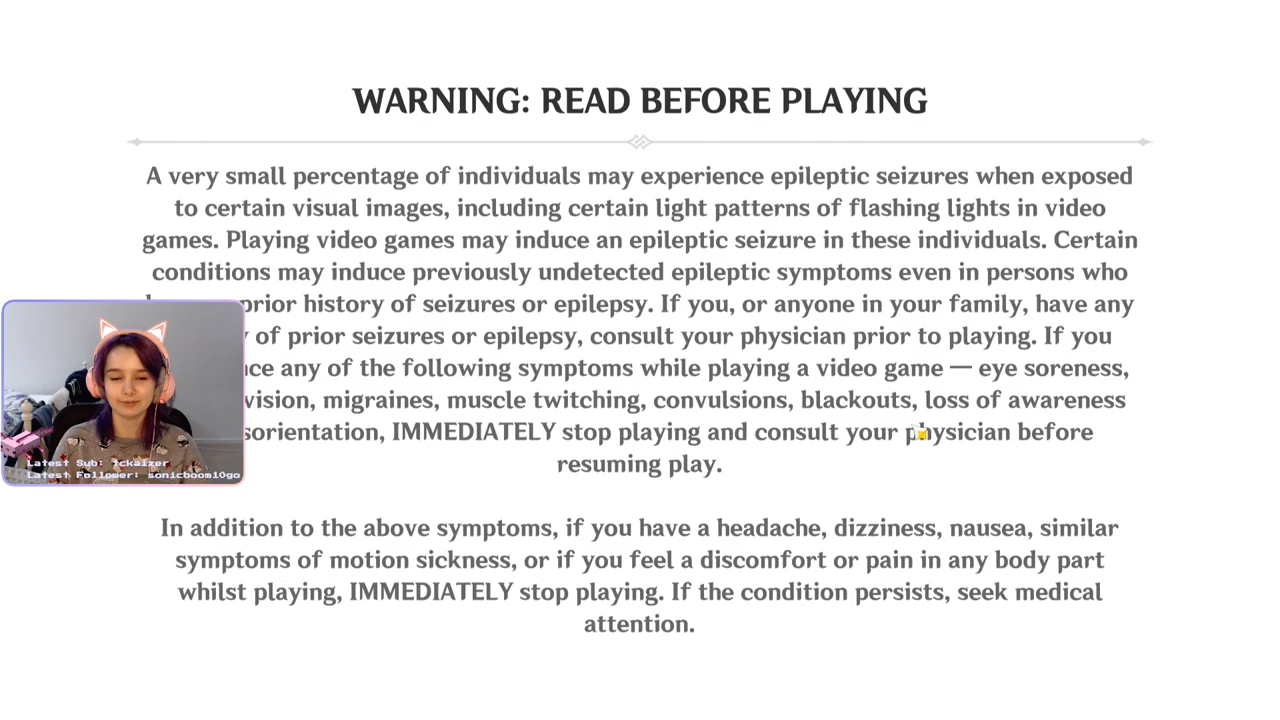 WARNING: READ BEFORE PLAYING
A very small percentage of individuals may experience epileptic seizures when exposed
to certain visual images, including certain light patterns of flashing lights in video
games. Playing video games may induce an epileptic seizure in these individuals. Certain
conditions may induce previously undetected epileptic symptoms even in persons who
prior history of seizures or epilepsy. If you, or anyone in your family, have any
of prior seizures or epilepsy, consult your physician prior to playing. If you
any of the following symptoms while playing a video game — eye soreness,
vision, migraines, muscle twitching, convulsions, blackouts, loss of awareness
IMMEDIATELY stop playing and consult your physician before
resuming play.
In addition to the above symptoms, if you have a headache, dizziness, nausea, similar
symptoms of motion sickness, or if you feel a discomfort or pain in any body part
whilst playing, IMMEDIATELY stop playing. If the condition persists, seek medical
attention.
Latest Sub: 7ckaizer
Latest Follower: sonicboom10go